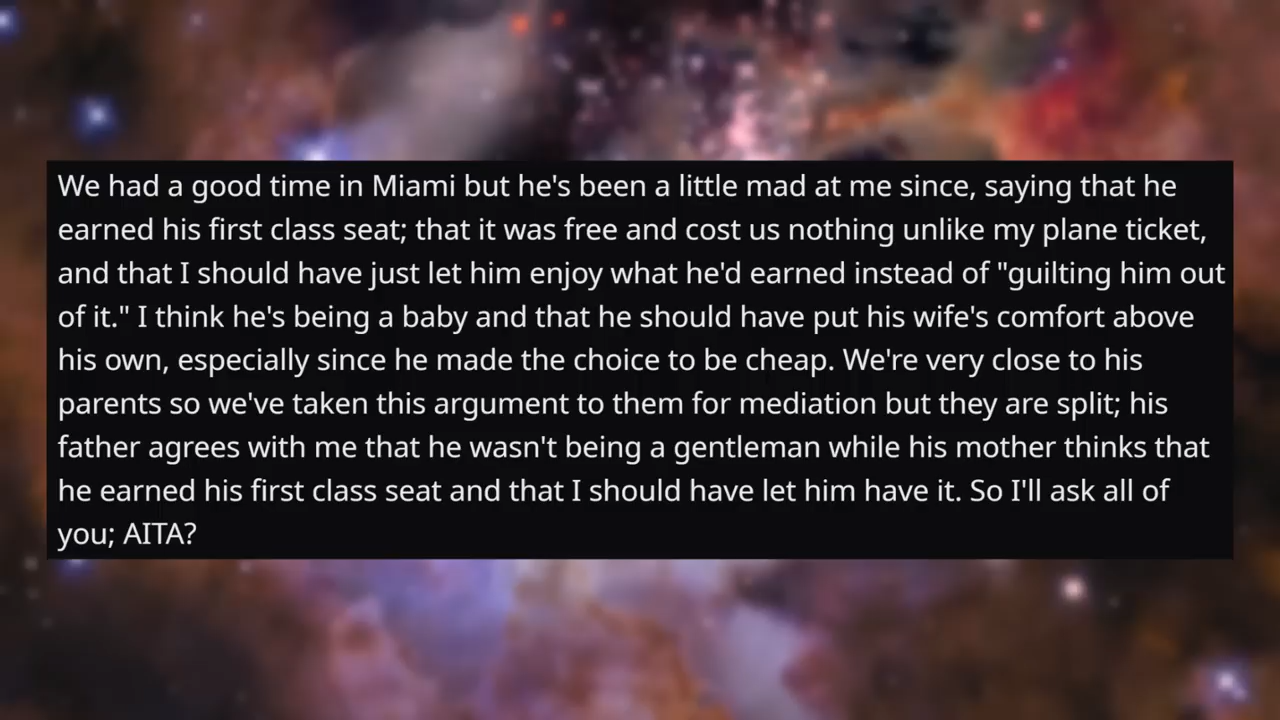 We had a good time in Miami but he's been a little mad at me since, saying that he
earned his first class seat; that it was free and cost us nothing unlike my plane ticket,
and that I should have just let him enjoy what he'd earned instead of "guilting him out
of it." I think he's being a baby and that he should have put his wife's comfort above
his own, especially since he made the choice to be cheap. We're very close to his
parents so we've taken this argument to them for mediation but they are split; his
father agrees with me that he wasn't being a gentleman while his mother thinks that
he earned his first class seat and that I should have let him have it. So I'll ask all of
you; AITA?